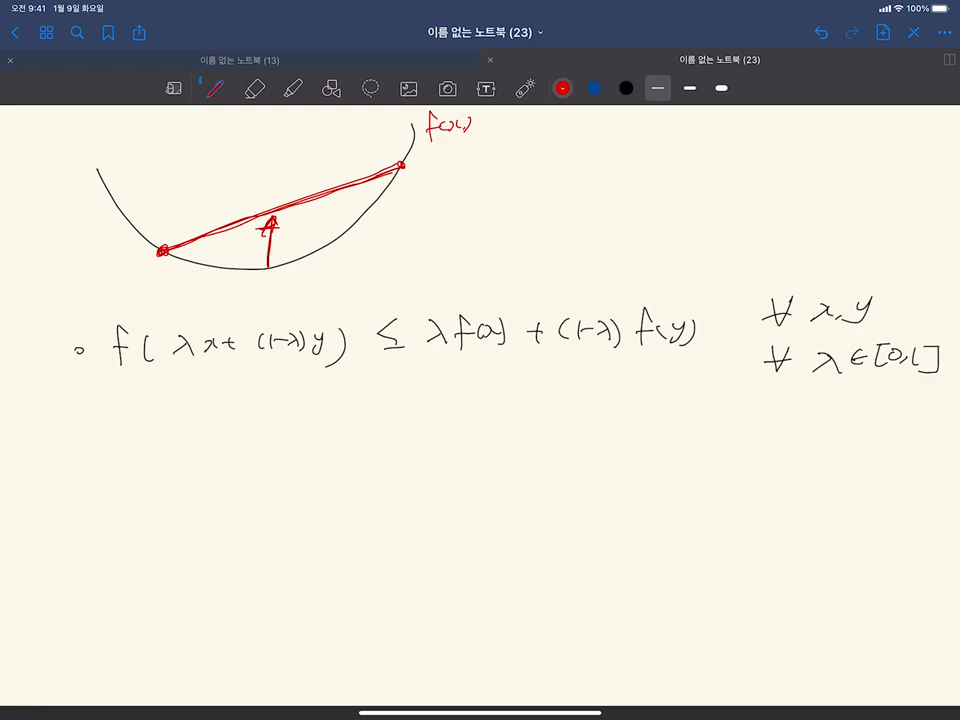 오전 9:41 1월 9일 화요일
100%
이름 없는 노트북 (23)
이름 없는 노트북 (13)
이름 없는 노트북 (23)
T
f(x)
f( λx + (1-λ)y ) ≤ λf(x) + (1-λ) f(y) ∀ x, y
∀ λ ∈ [0,1]